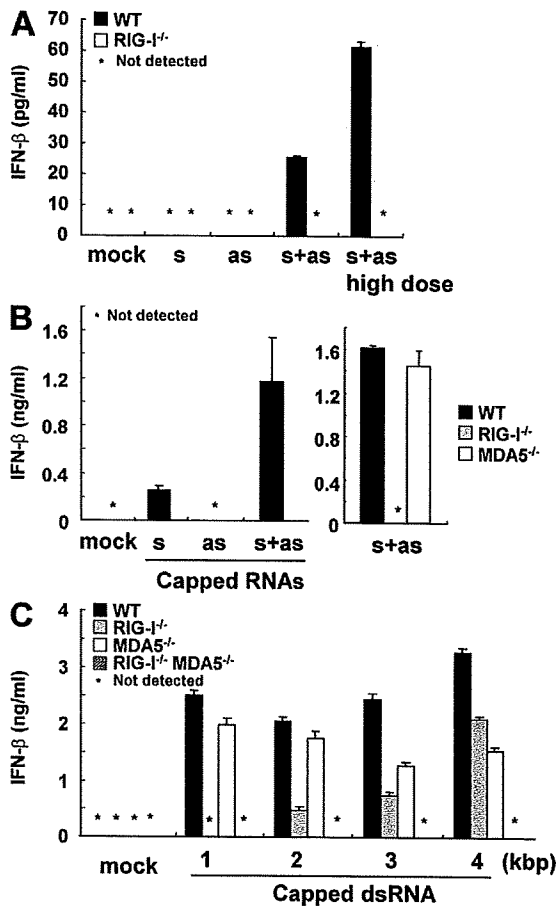 A
WT
RIG-I-/-
* Not detected
IFN-β (pg/ml)
70
60
50
40
30
20
10
0
mock s as s+as s+as
high dose
B
* Not detected
IFN-β (ng/ml)
1.6
1.2
0.8
0.4
0
mock s as s+as
Capped RNAs
1.6
1.2
0.8
0.4
0
*
s+as
WT
RIG-I-/-
MDA5-/-
C
WT
RIG-I-/-
MDA5-/-
RIG-I-/- MDA5-/-
* Not detected
IFN-β (ng/ml)
4
3
2
1
0
mock 1 2 3 4 (kbp)
Capped dsRNA